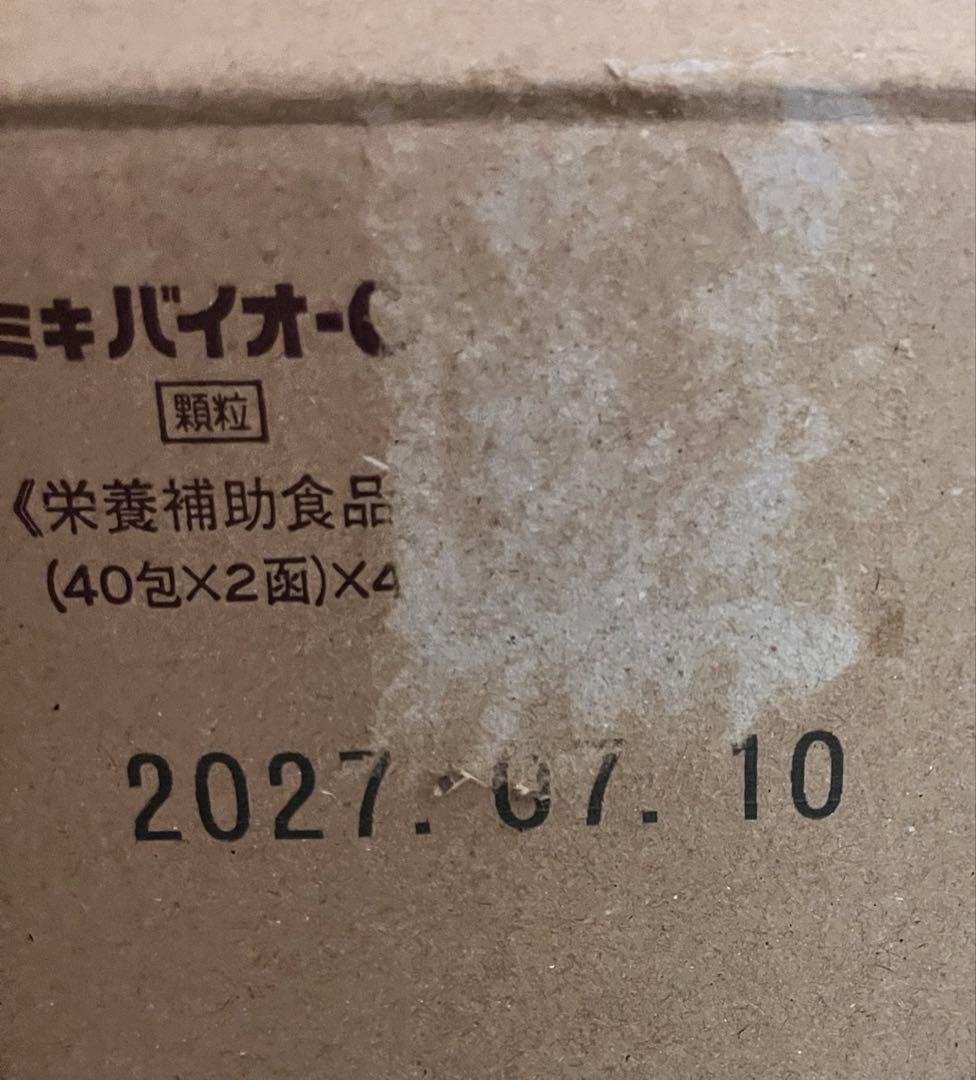 ミキバイオ-C
顆粒
《栄養補助食品
(40包×2函)×4
2027.07.10